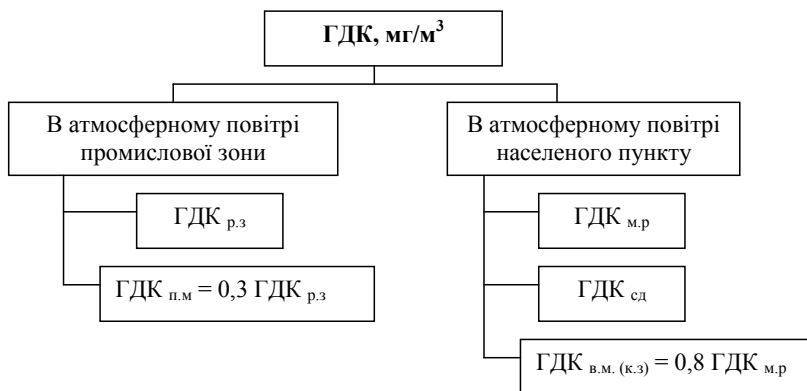 ГДК, мг/м³
В атмосферному повітрі
промислової зони
В атмосферному повітрі
населеного пункту
ГДК р.з
ГДК м.р
ГДК п.м = 0,3 ГДК р.з
ГДК сд
ГДК в.м. (к.з) = 0,8 ГДК м.р